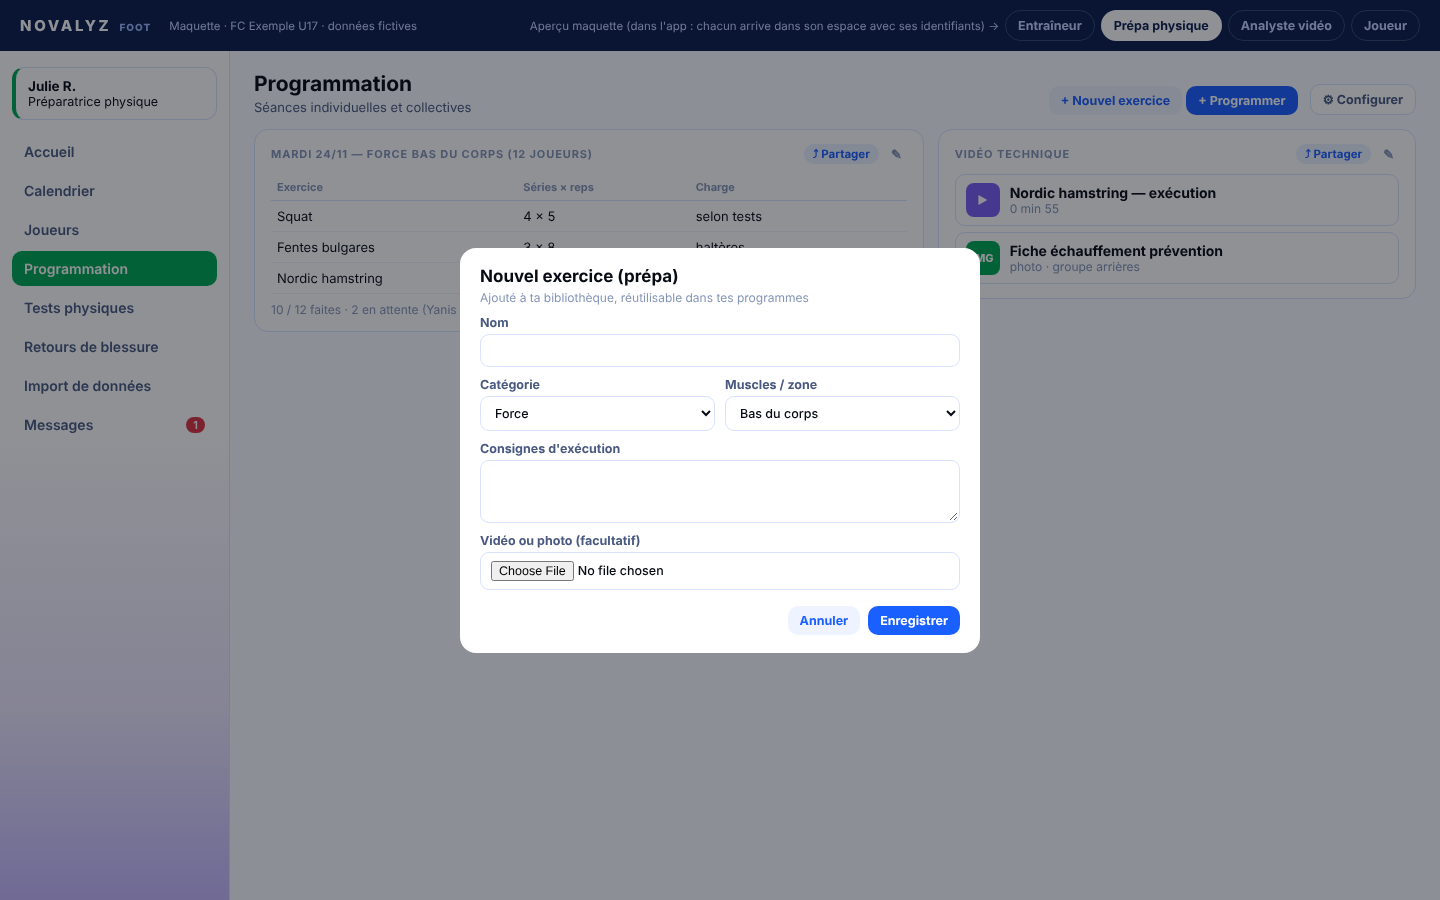 NOVALYZ FOOT
Maquette · FC Exemple U17 · données fictives
Aperçu maquette (dans l'app : chacun arrive dans son espace avec ses identifiants) →
Entraîneur
Prépa physique
Analyste vidéo
Joueur
Julie R.
Préparatrice physique
Accueil
Calendrier
Joueurs
Programmation
Tests physiques
Retours de blessure
Import de données
Messages 1
Programmation
Séances individuelles et collectives
+ Nouvel exercice
+ Programmer
⚙ Configurer
MARDI 24/11 — FORCE BAS DU CORPS (12 JOUEURS)
⤴ Partager ✎
Exercice Séries × reps Charge
Squat 4 × 5 selon tests
Fentes bulgares 3 × 8 haltères
Nordic hamstring
10 / 12 faites · 2 en attente (Yanis
VIDÉO TECHNIQUE
⤴ Partager ✎
▶ Nordic hamstring — exécution
0 min 55
Fiche échauffement prévention
photo · groupe arrières
Nouvel exercice (prépa)
Ajouté à ta bibliothèque, réutilisable dans tes programmes
Nom
Catégorie Muscles / zone
Force Bas du corps
Consignes d'exécution
Vidéo ou photo (facultatif)
Choose File No file chosen
Annuler Enregistrer